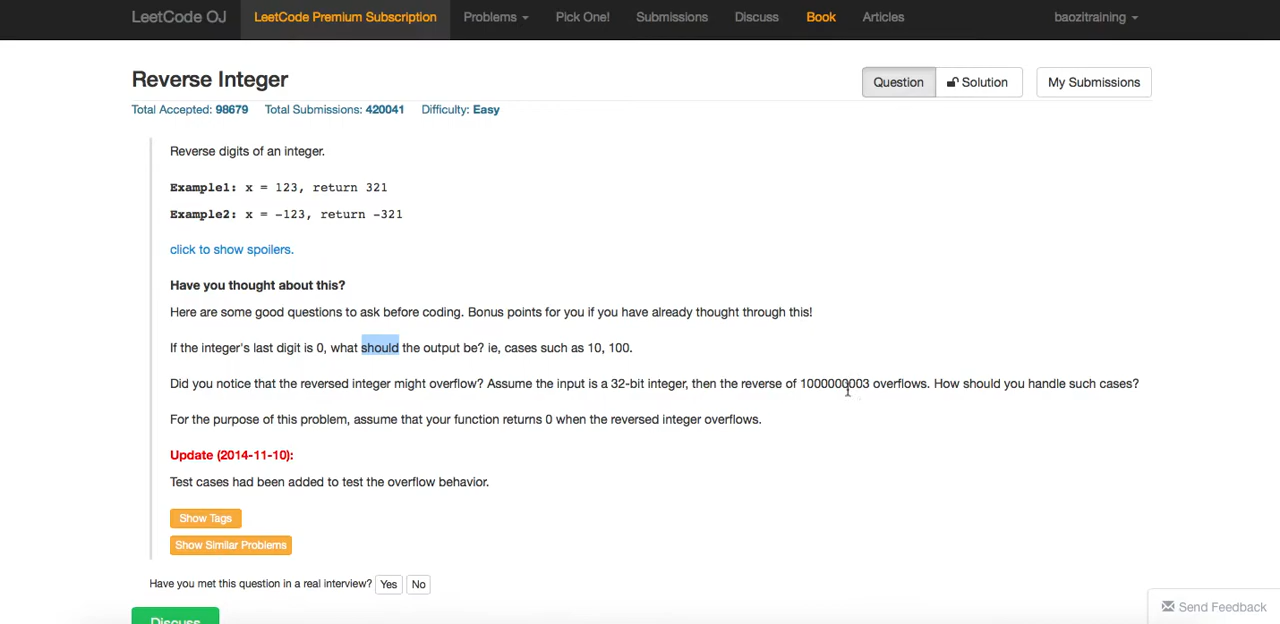 LeetCode OJ LeetCode Premium Subscription Problems Pick One! Submissions Discuss Book Articles baozitraining
Reverse Integer Question Solution My Submissions
Total Accepted: 98679 Total Submissions: 420041 Difficulty: Easy
Reverse digits of an integer.
Example1: x = 123, return 321
Example2: x = -123, return -321
click to show spoilers.
Have you thought about this?
Here are some good questions to ask before coding. Bonus points for you if you have already thought through this!
If the integer's last digit is 0, what should the output be? ie, cases such as 10, 100.
Did you notice that the reversed integer might overflow? Assume the input is a 32-bit integer, then the reverse of 1000000003 overflows. How should you handle such cases?
For the purpose of this problem, assume that your function returns 0 when the reversed integer overflows.
Update (2014-11-10):
Test cases had been added to test the overflow behavior.
Show Tags
Show Similar Problems
Have you met this question in a real interview? Yes No
Discuss
Send Feedback